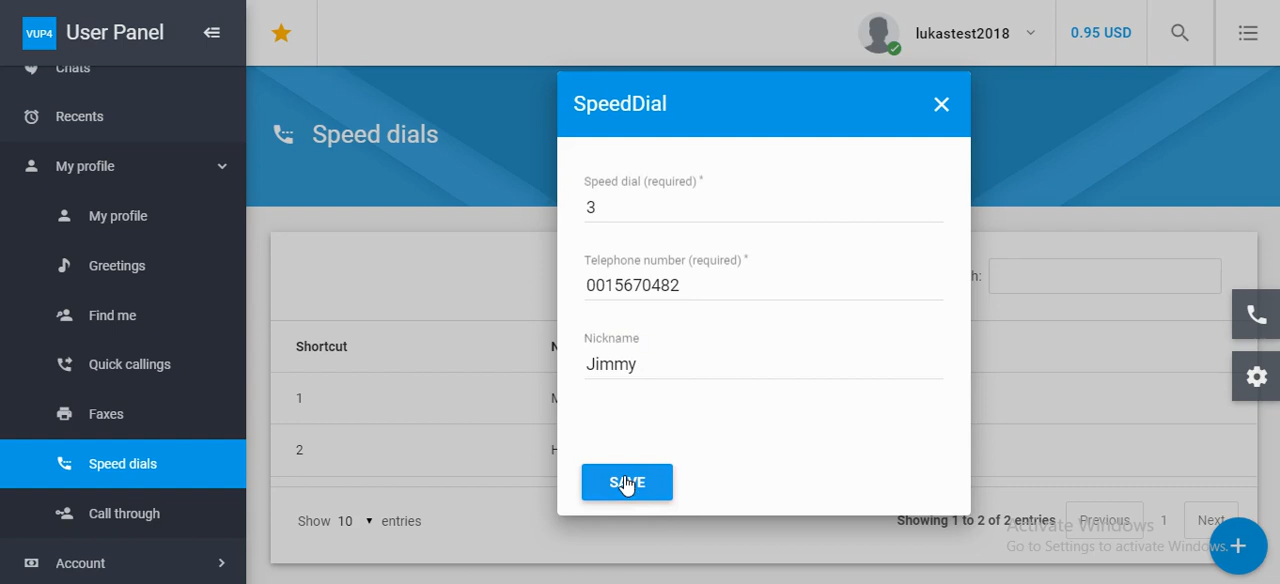 VUP4 User Panel
lukastest2018
0.95 USD
Chats
Recents
My profile
My profile
Greetings
Find me
Quick callings
Faxes
Speed dials
Call through
Account
Speed dials
SpeedDial
Speed dial (required) *
3
Telephone number (required) *
0015670482
Nickname
Jimmy
SAVE
h:
Shortcut
N
1
M
2
H
Show 10 entries
Showing 1 to 2 of 2 entries
Previous
1
Next
Activate Windows
Go to Settings to activate Windows.